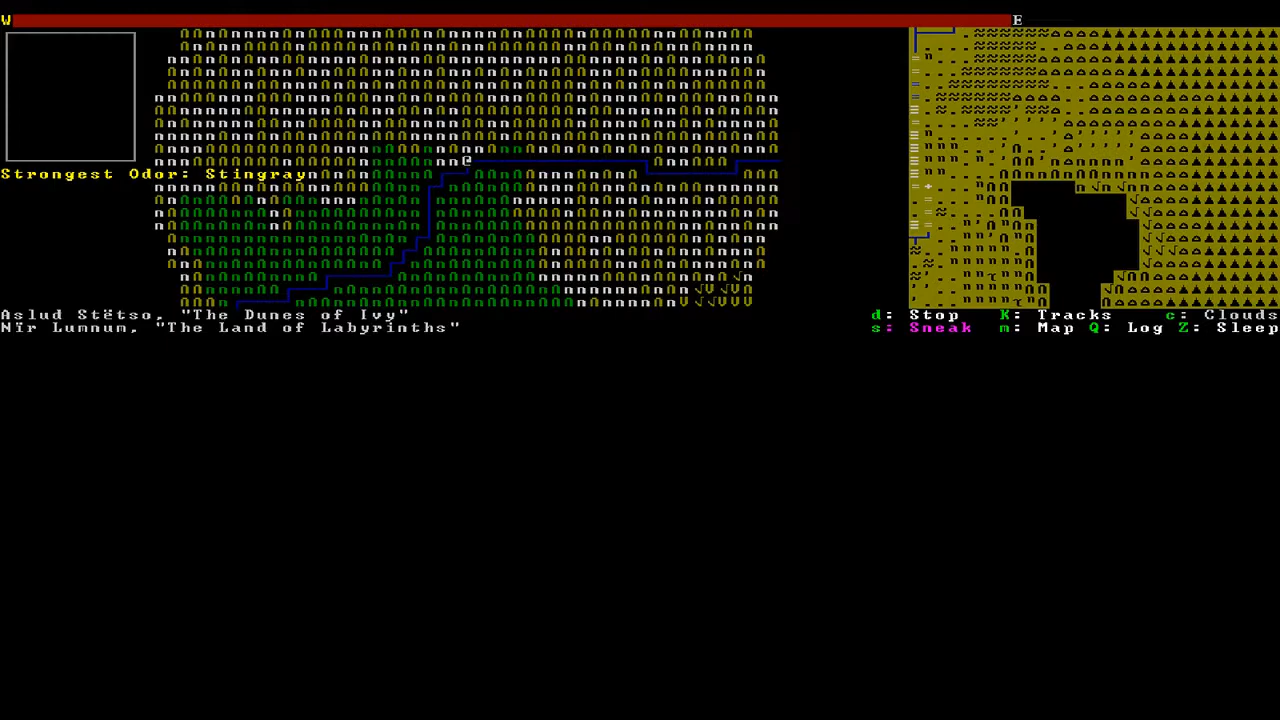 W E
Strongest Odor: Stingray
Aslud Stëtso, "The Dunes of Ivy"
Nïr Lumnum, "The Land of Labyrinths"
d: Stop K: Tracks c: Clouds
s: Sneak m: Map Q: Log Z: Sleep